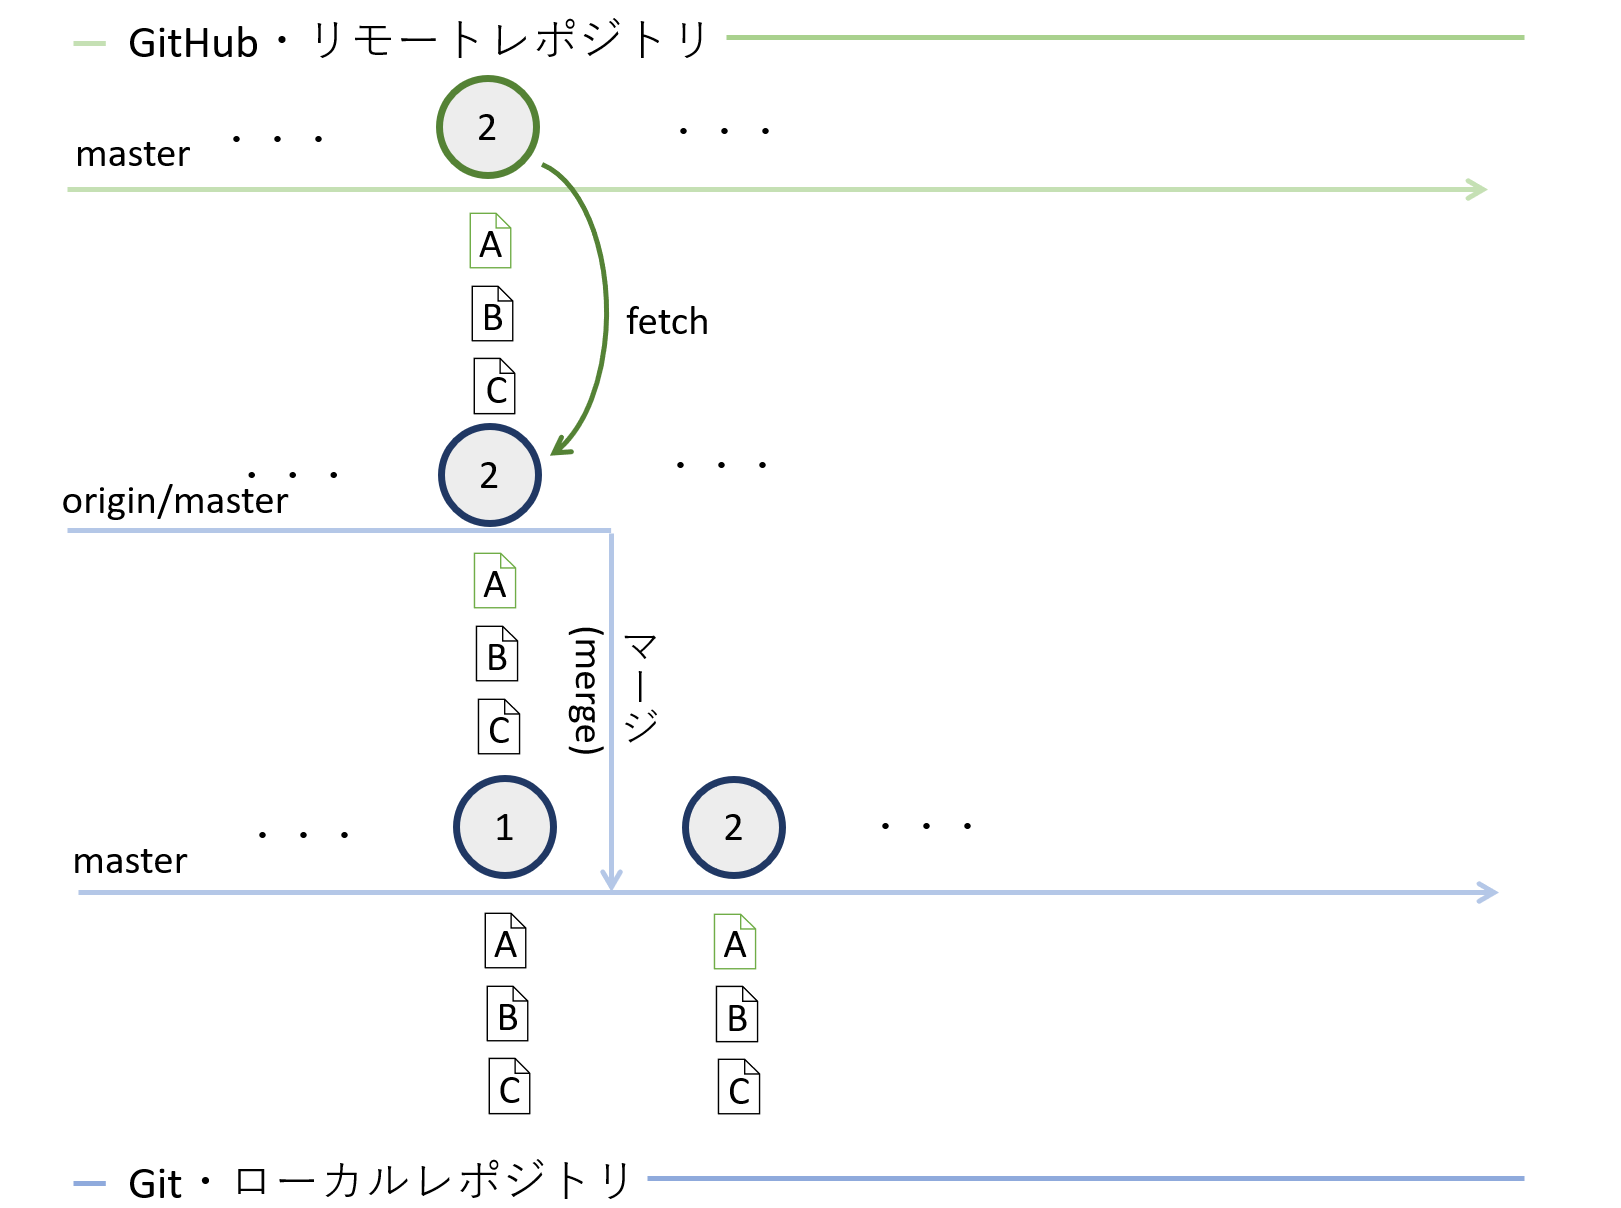 GitHub・リモートレポジトリ
2
・・・
・・・
master
A
B
fetch
C
2
・・・
・・・
origin/master
A
B
C
マージ
(merge)
1
2
・・・
・・・
master
A
A
B
B
C
C
Git・ローカルレポジトリ